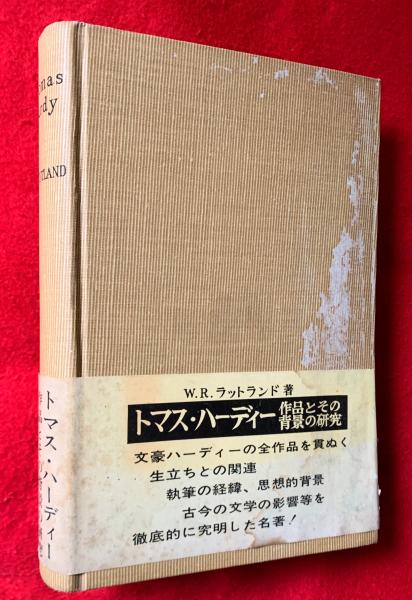 W.R.ラットランド 著
トマス・ハーディー 作品とその背景の研究
文豪ハーディーの全作品を貫ぬく
生立ちとの関連
執筆の経緯、思想的背景
古今の文学の影響等を
徹底的に究明した名著!
トマス・ハーディー